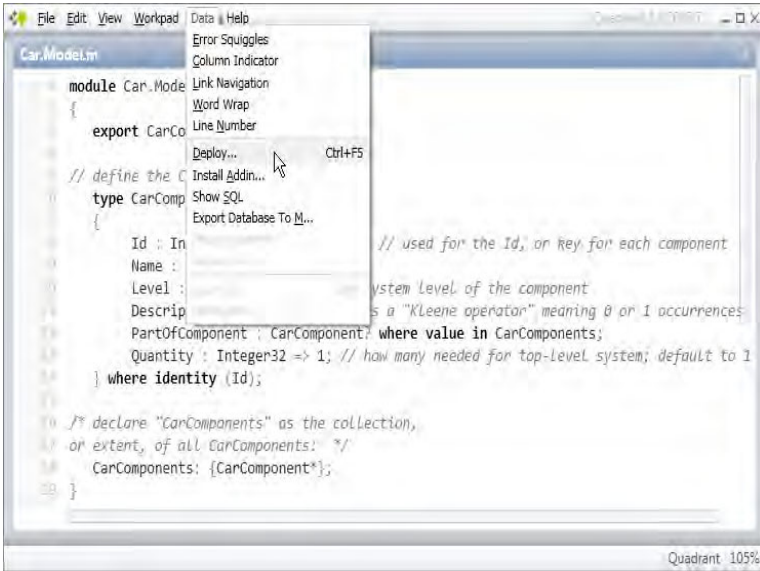 File Edit View Workpad Data Help
Car.Model.m
Error Squiggles
Column Indicator
Link Navigation
Word Wrap
Line Number
Deploy... Ctrl+F5
Install Addin...
Show SQL
Export Database To M...
module Car.Mode
{
export CarCo
// define the C
type CarComp
{
Id : In // used for the Id, or key for each component
Name :
Level : ystem level of the component
Descrip s a "Kleene operator" meaning 0 or 1 occurrences
PartOfComponent : CarComponent? where value in CarComponents;
Quantity : Integer32 => 1; // how many needed for top-level system; default to 1
} where identity (Id);
/* declare "CarComponents" as the collection,
or extent, of all CarComponents: */
CarComponents: {CarComponent*};
}
Quadrant 105%